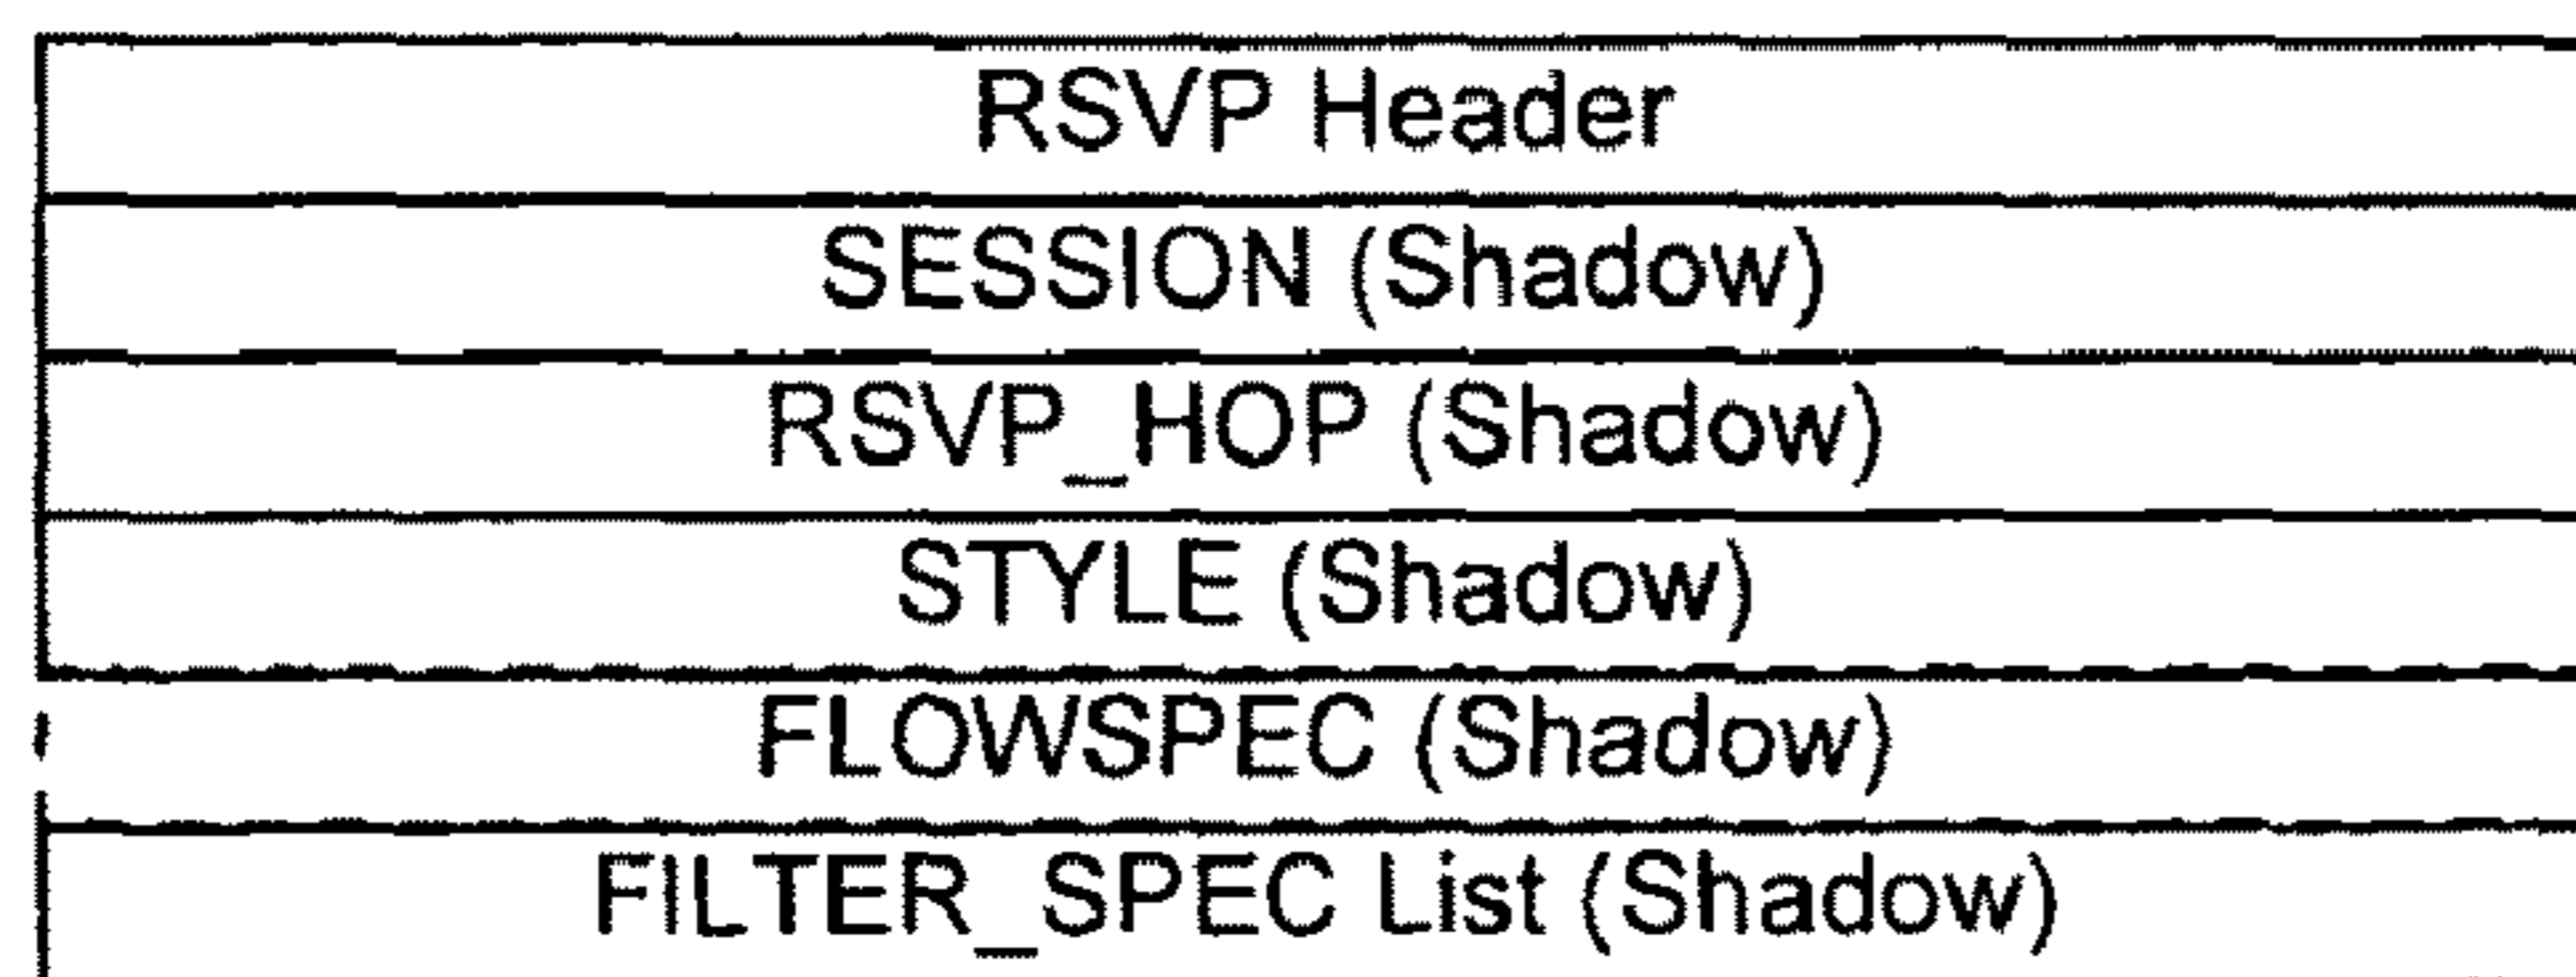 RSVP Header
SESSION (Shadow)
RSVP_HOP (Shadow)
STYLE (Shadow)
FLOWSPEC (Shadow)
FILTER_SPEC List (Shadow)